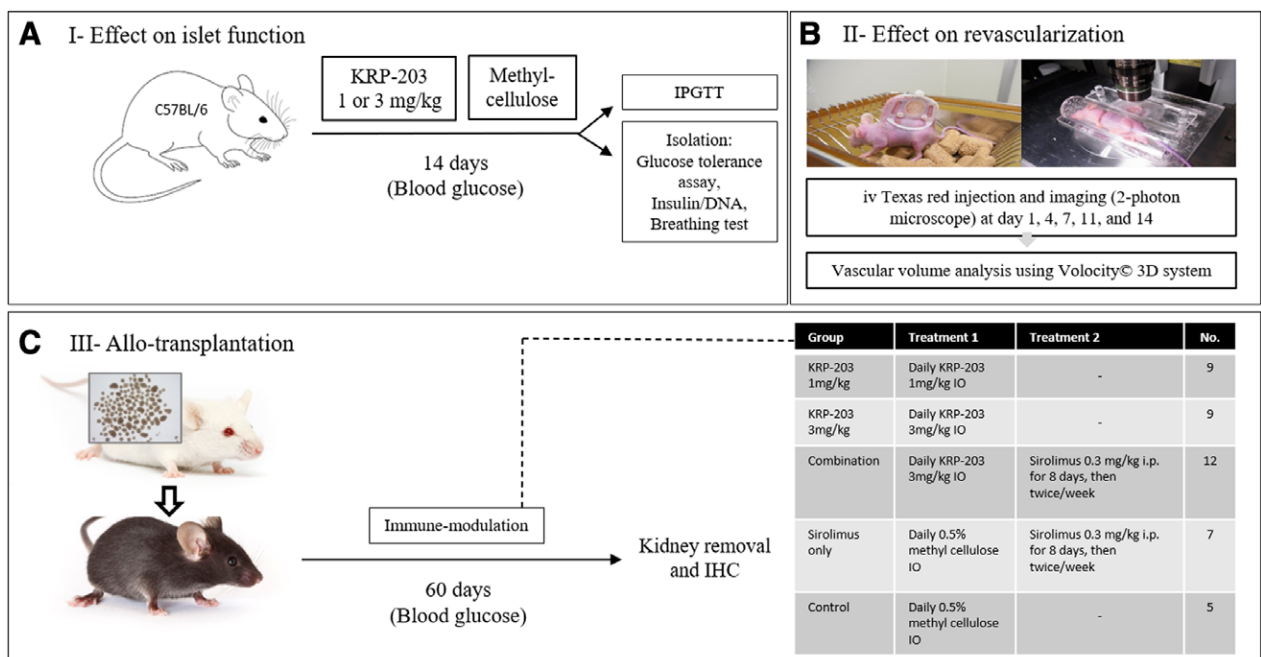 A
I- Effect on islet function
C57BL/6
KRP-203
1 or 3 mg/kg
Methyl-
cellulose
14 days
(Blood glucose)
IPGTT
Isolation:
Glucose tolerance
assay,
Insulin/DNA,
Breathing test
B
II- Effect on revascularization
iv Texas red injection and imaging (2-photon
microscope) at day 1, 4, 7, 11, and 14
Vascular volume analysis using Volocity© 3D system
C
III- Allo-transplantation
Immune-modulation
60 days
(Blood glucose)
Kidney removal
and IHC
Group Treatment 1 Treatment 2 No.
KRP-203 Daily KRP-203 - 9
1mg/kg 1mg/kg IO
KRP-203 Daily KRP-203 - 9
3mg/kg 3mg/kg IO
Combination Daily KRP-203 Sirolimus 0.3 mg/kg i.p. 12
3mg/kg IO for 8 days, then
twice/week
Sirolimus Daily 0.5% Sirolimus 0.3 mg/kg i.p. 7
only methyl cellulose for 8 days, then
IO twice/week
Control Daily 0.5% - 5
methyl cellulose
IO